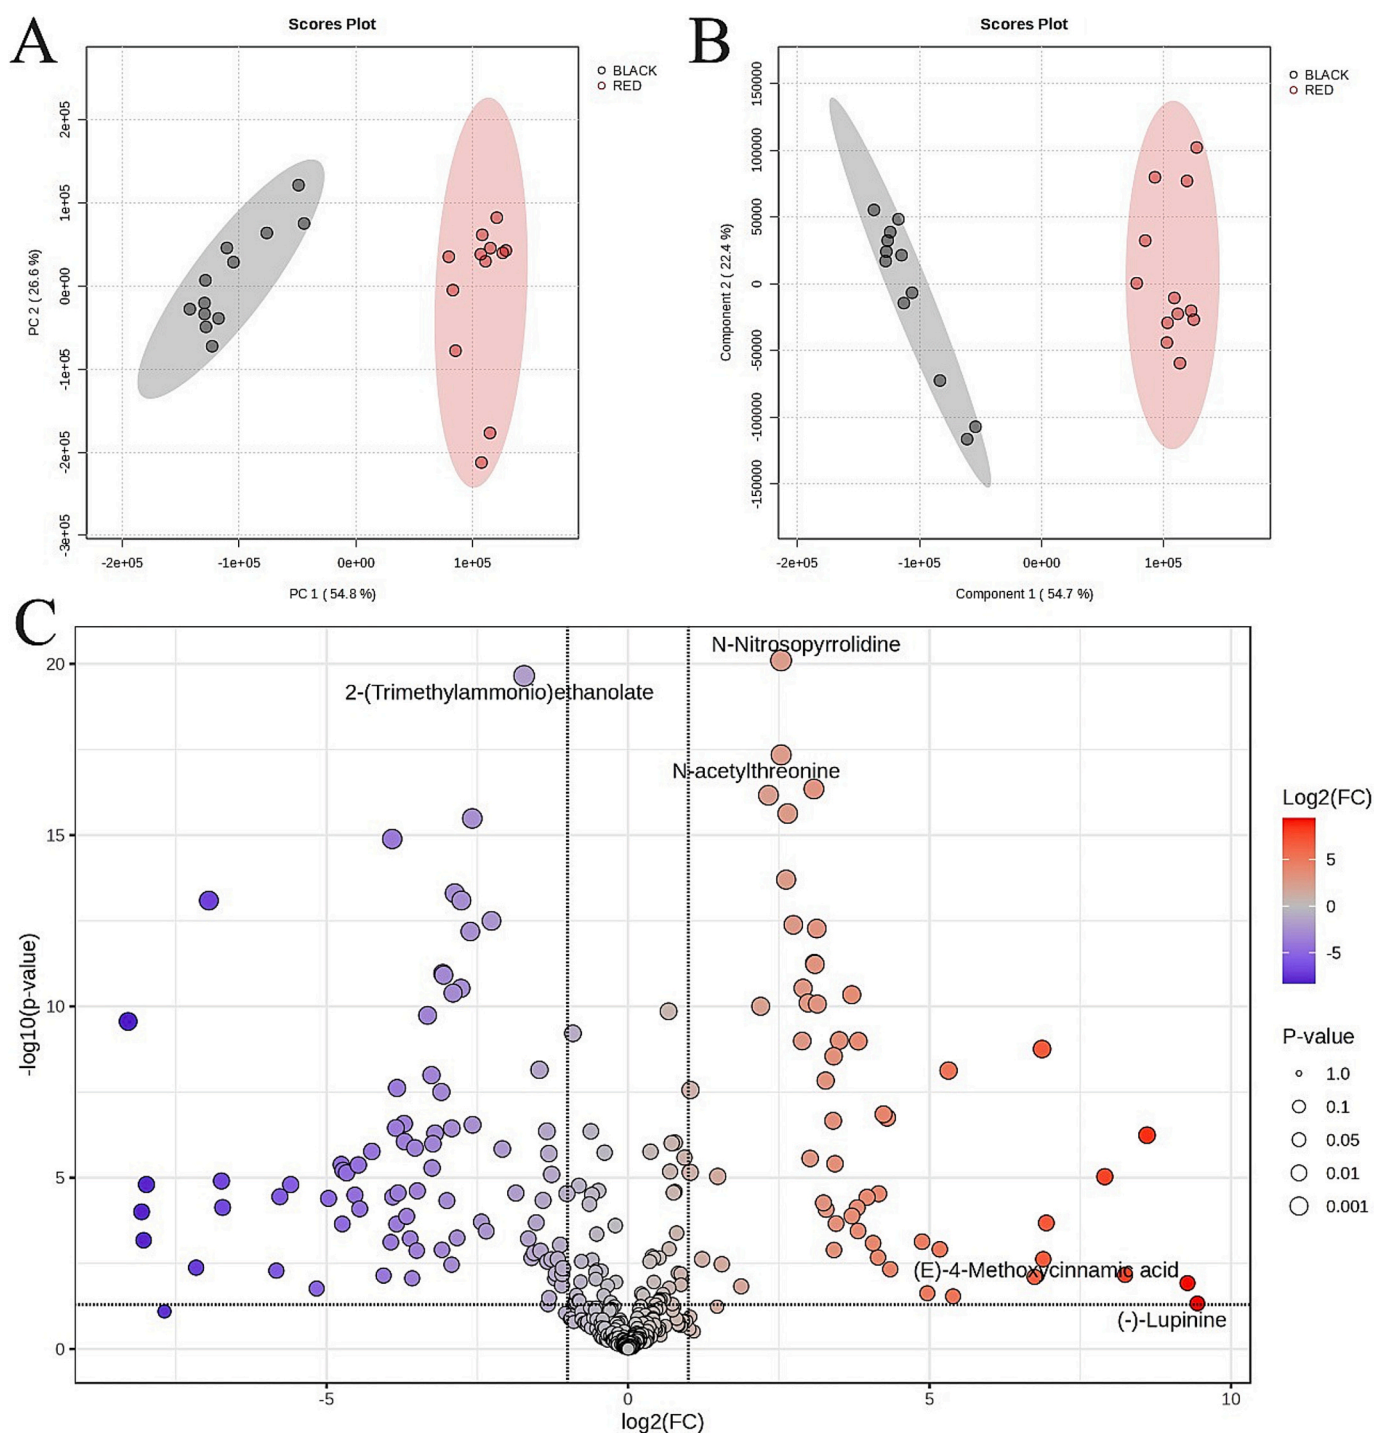 A
Scores Plot
BLACK
RED
2e+05
1e+05
0e+00
-1e+05
-2e+05
-3e+05
PC 2 ( 26.6 %)
-2e+05 -1e+05 0e+00 1e+05
PC 1 ( 54.8 %)
B
Scores Plot
BLACK
RED
150000
100000
50000
0
-50000
-100000
-150000
Component 2 ( 22.4 %)
-2e+05 -1e+05 0e+00 1e+05
Component 1 ( 54.7 %)
C
N-Nitrosopyrrolidine
2-(Trimethylammonio)ethanolate
N-acetylthreonine
(E)-4-Methoxycinnamic acid
(-)-Lupinine
20
15
10
5
0
-log10(p-value)
-5 0 5 10
log2(FC)
Log2(FC)
5
0
-5
P-value
1.0
0.1
0.05
0.01
0.001